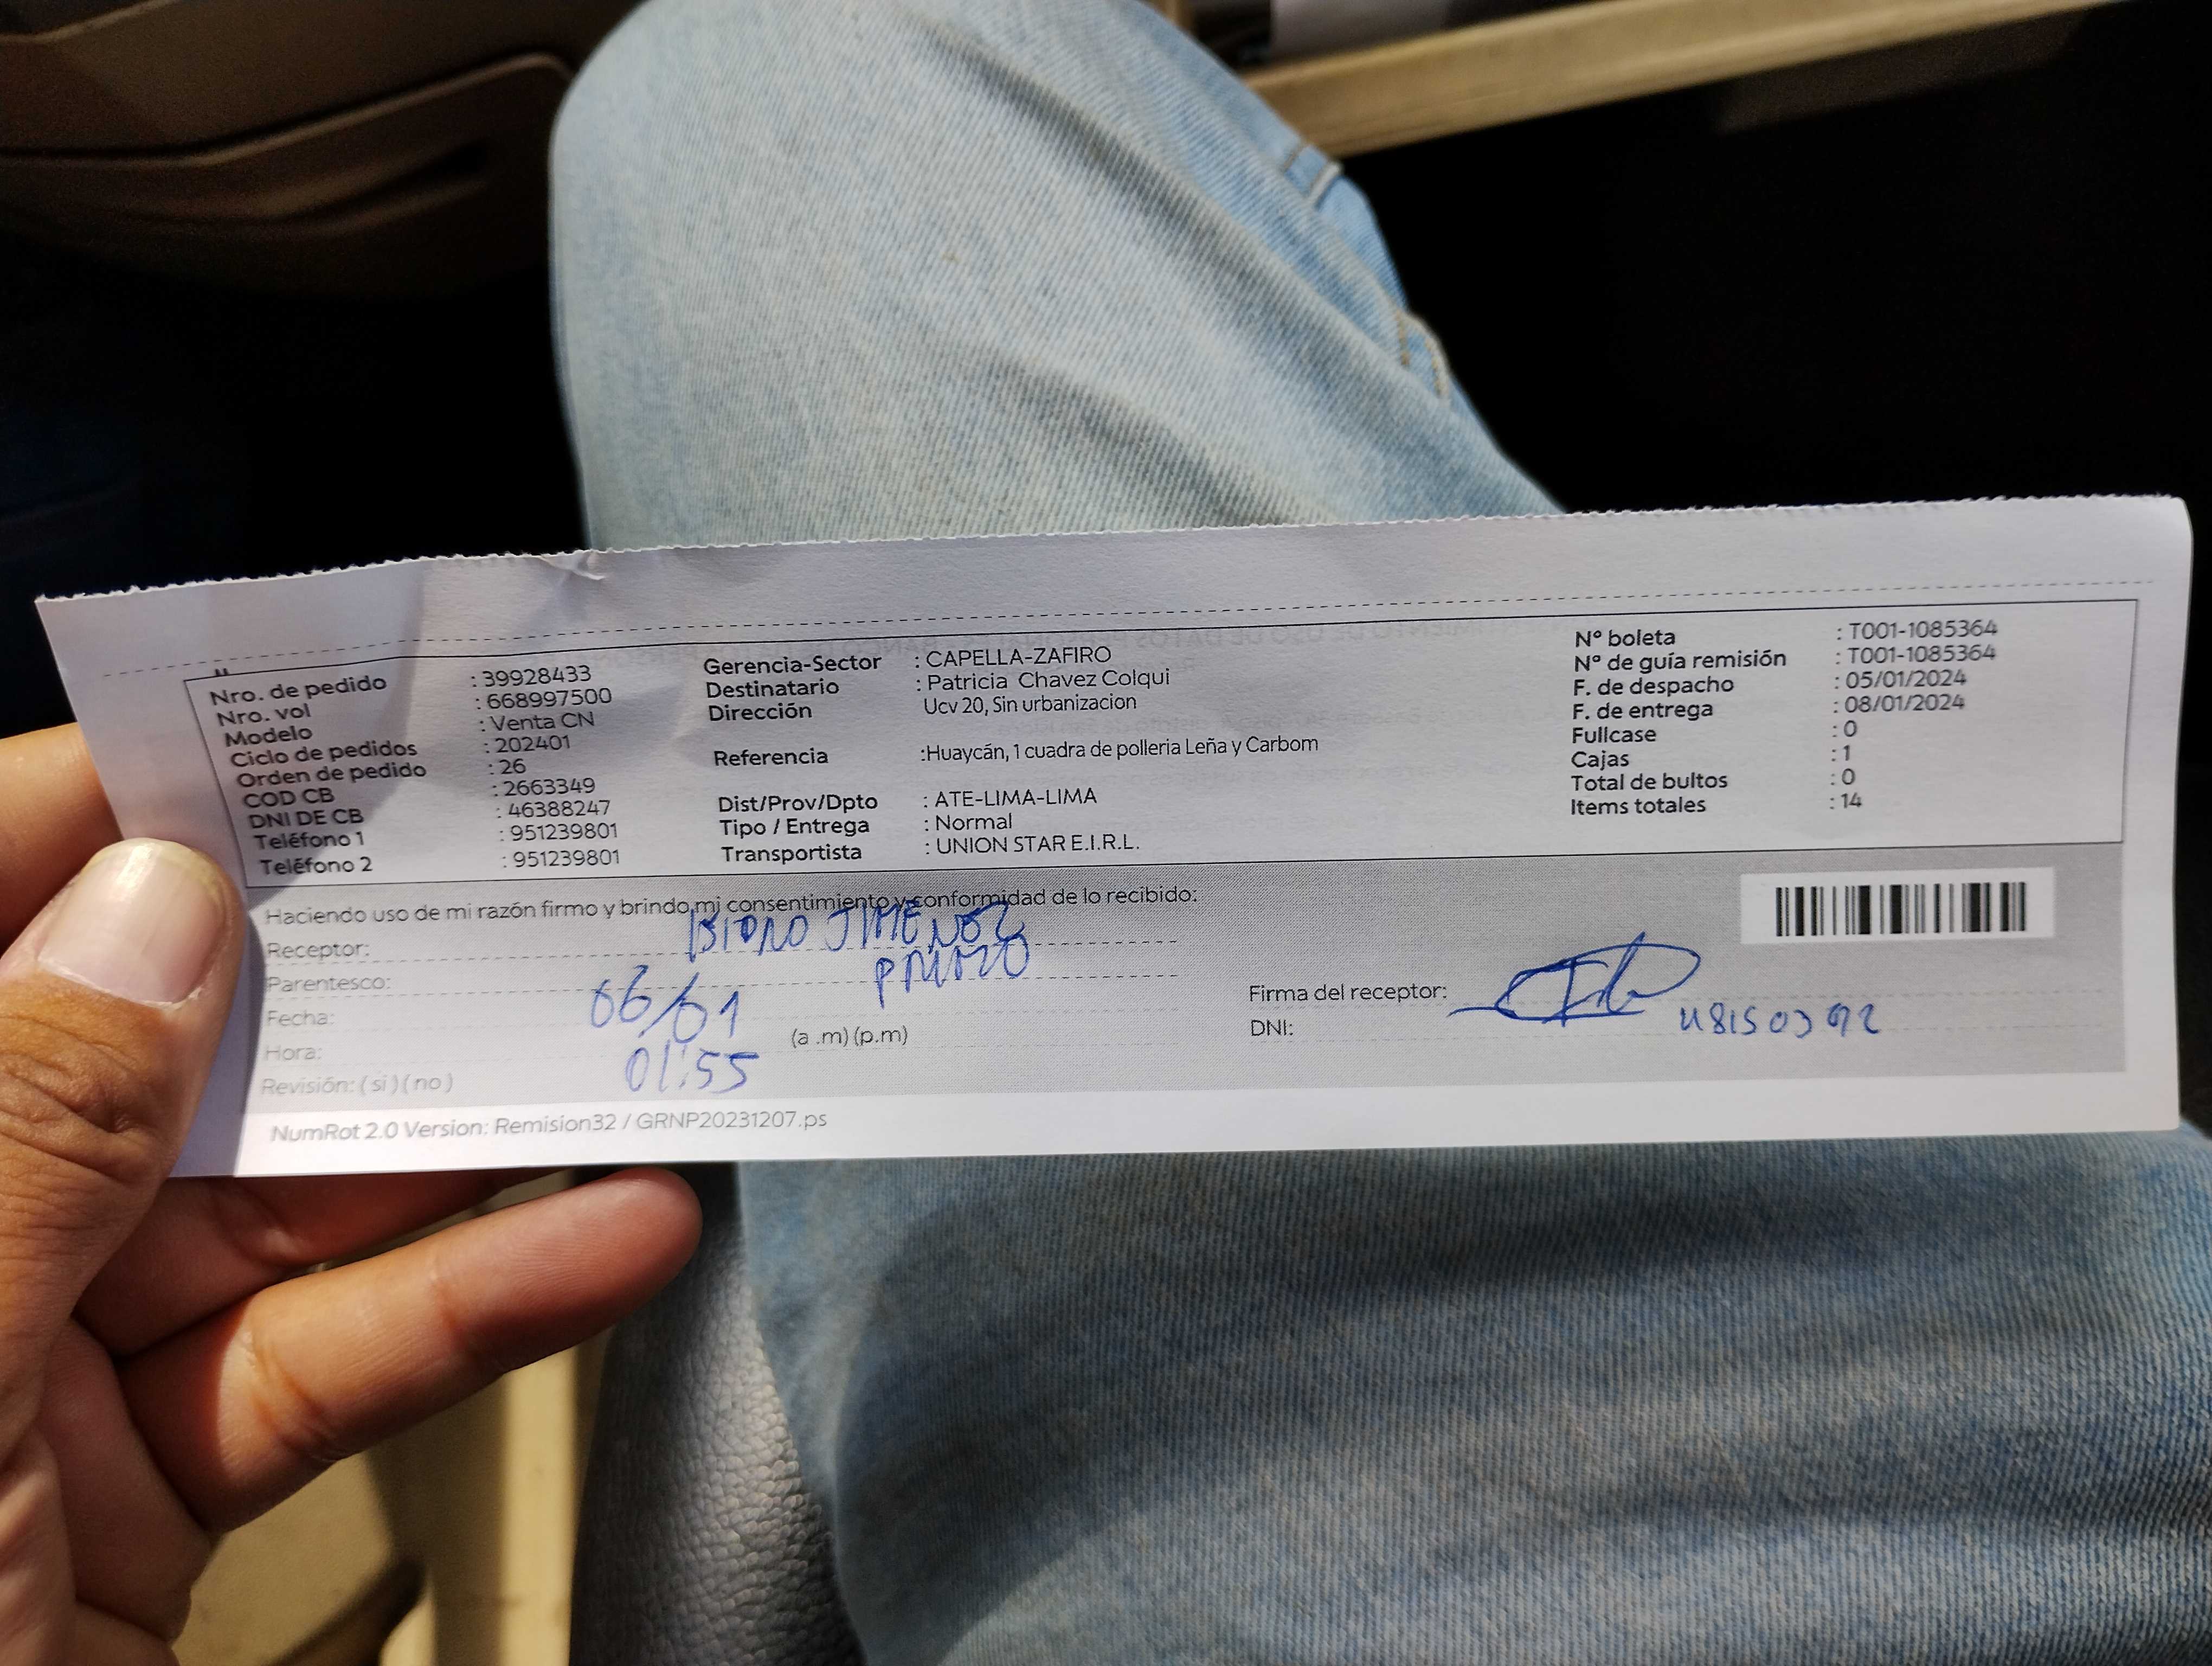 Nro. de pedido : 39928433
Nro. vol : 668997500
Modelo : Venta CN
Ciclo de pedidos : 202401
Orden de pedido : 26
COD CB : 2663349
DNI DE CB : 46388247
Teléfono 1 : 951239801
Teléfono 2 : 951239801
Gerencia-Sector : CAPELLA-ZAFIRO
Destinatario : Patricia Chavez Colqui
Dirección Ucv 20, Sin urbanizacion
Referencia :Huaycán, 1 cuadra de polleria Leña y Carbom
Dist/Prov/Dpto : ATE-LIMA-LIMA
Tipo / Entrega : Normal
Transportista : UNION STAR E.I.R.L.
N° boleta : T001-1085364
N° de guía remisión : T001-1085364
F. de despacho : 05/01/2024
F. de entrega : 08/01/2024
Fullcase : 0
Cajas : 1
Total de bultos : 0
Items totales : 14
Haciendo uso de mi razón firmo y brindo mi consentimiento y conformidad de lo recibido:
Receptor: ISIDRO JIMENEZ
Parentesco: PRIMO
Fecha: 06/01
Hora: 01:55 (a .m) (p.m)
Revisión: ( si ) ( no )
Firma del receptor:
DNI:
NumRot 2.0 Version: Remision32 / GRNP20231207.ps